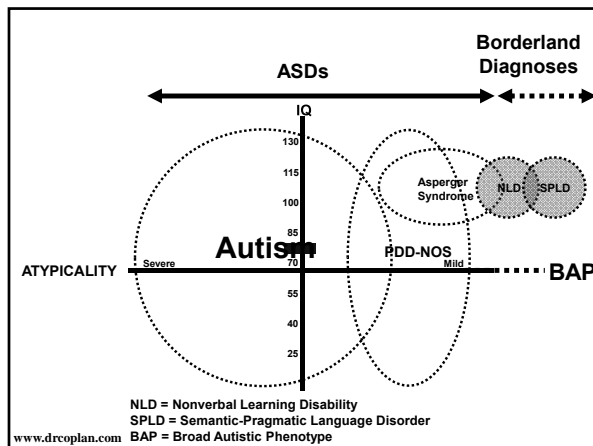 Borderland
Diagnoses
ASDs
IQ
130
115
100
85
70
55
40
25
Asperger
Syndrome
NLD
SPLD
Autism
PDD-NOS
ATYPICALITY
Severe
Mild
BAP
NLD = Nonverbal Learning Disability
SPLD = Semantic-Pragmatic Language Disorder
BAP = Broad Autistic Phenotype
www.drcoplan.com